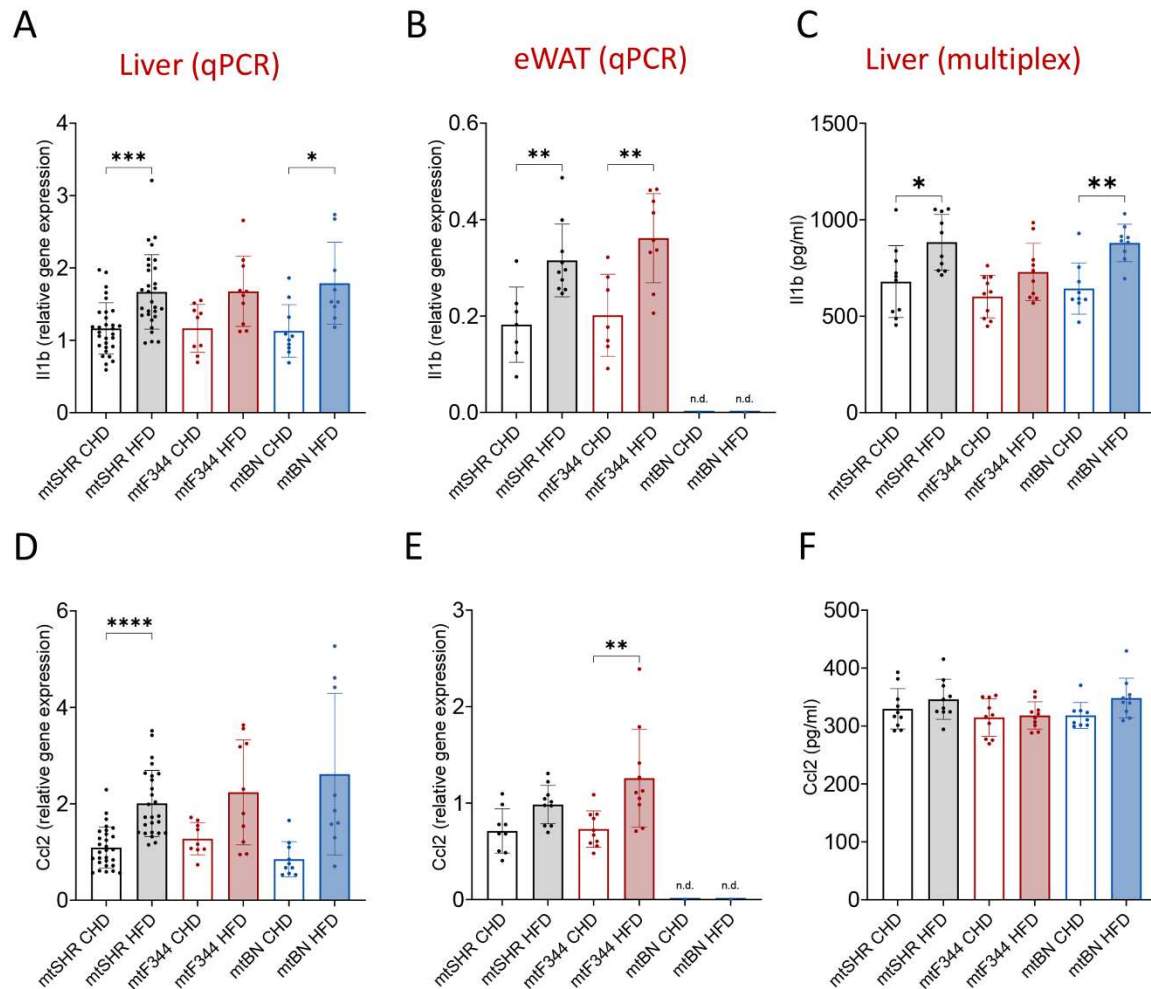 A
Liver (qPCR)
Il1b (relative gene expression)
4
3
2
1
0
***
*
mtSHR CHD
mtSHR HFD
mtF344 CHD
mtF344 HFD
mtBN CHD
mtBN HFD
B
eWAT (qPCR)
Il1b (relative gene expression)
0.6
0.4
0.2
0.0
**
**
n.d.
n.d.
mtSHR CHD
mtSHR HFD
mtF344 CHD
mtF344 HFD
mtBN CHD
mtBN HFD
C
Liver (multiplex)
Il1b (pg/ml)
1500
1000
500
0
*
**
mtSHR CHD
mtSHR HFD
mtF344 CHD
mtF344 HFD
mtBN CHD
mtBN HFD
D
Ccl2 (relative gene expression)
6
4
2
0
****
mtSHR CHD
mtSHR HFD
mtF344 CHD
mtF344 HFD
mtBN CHD
mtBN HFD
E
Ccl2 (relative gene expression)
3
2
1
0
**
n.d.
n.d.
mtSHR CHD
mtSHR HFD
mtF344 CHD
mtF344 HFD
mtBN CHD
mtBN HFD
F
Ccl2 (pg/ml)
500
400
300
200
100
0
mtSHR CHD
mtSHR HFD
mtF344 CHD
mtF344 HFD
mtBN CHD
mtBN HFD